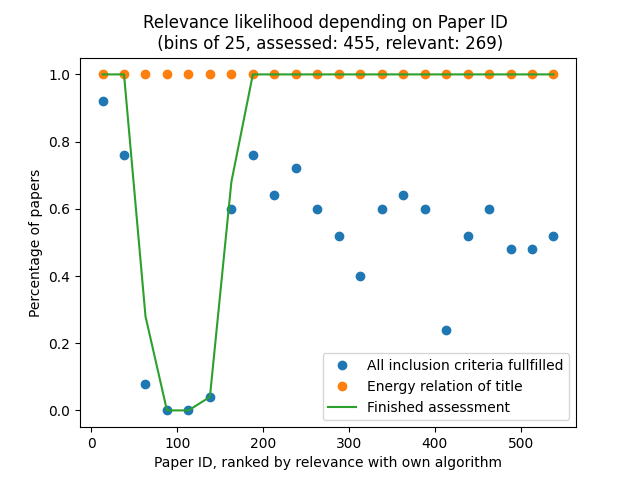 Relevance likelihood depending on Paper ID
(bins of 25, assessed: 455, relevant: 269)
1.0
0.8
0.6
0.4
0.2
0.0
Percentage of papers
All inclusion criteria fullfilled
Energy relation of title
Finished assessment
0 100 200 300 400 500
Paper ID, ranked by relevance with own algorithm